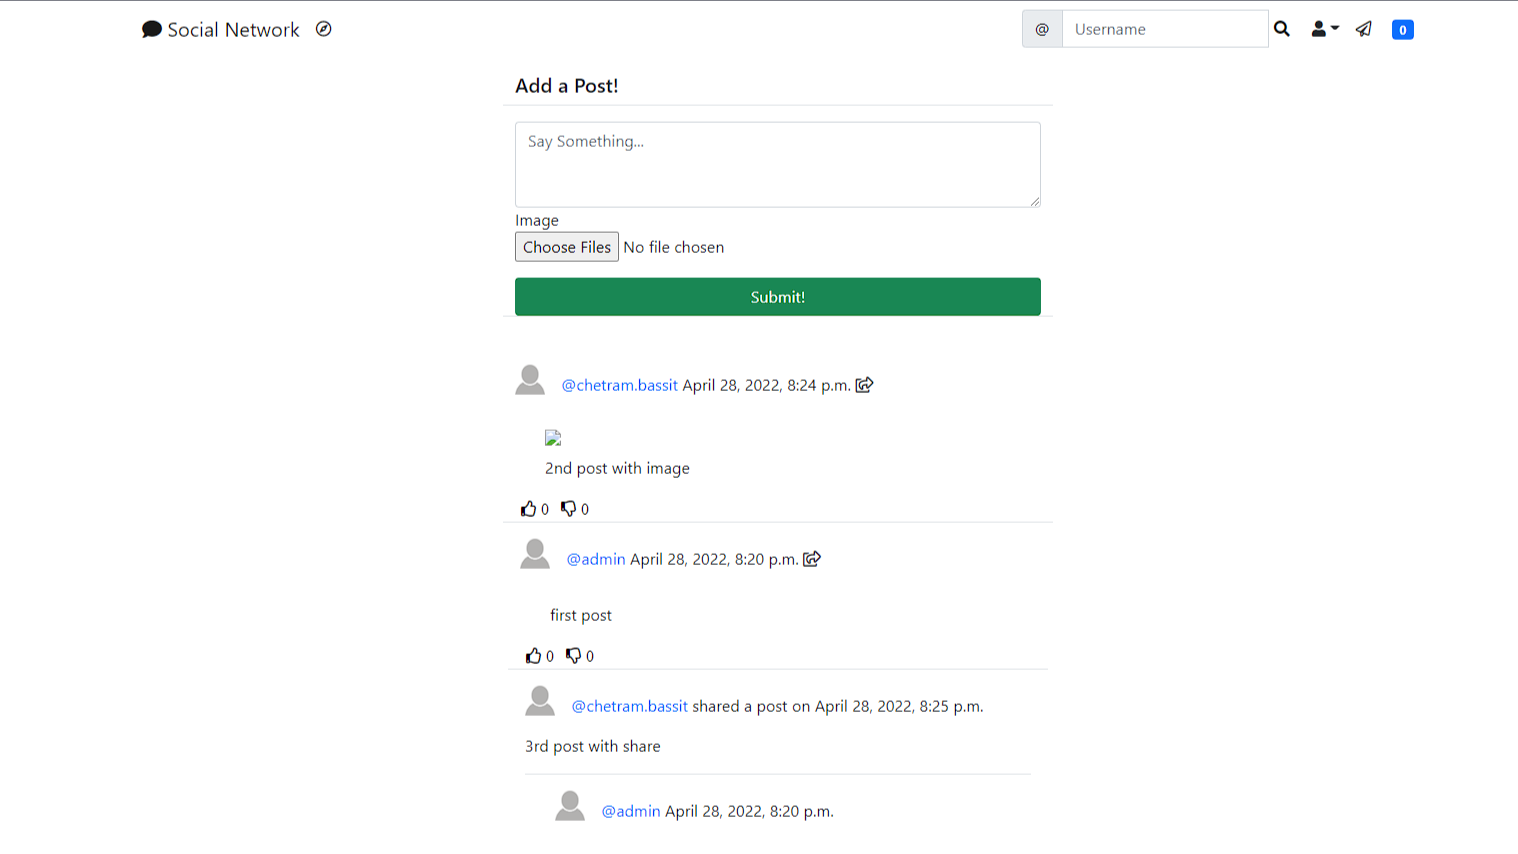 Social Network
@ Username
0
Add a Post!
Say Something...
Image
Choose Files No file chosen
Submit!
@chetram.bassit April 28, 2022, 8:24 p.m.
2nd post with image
0 0
@admin April 28, 2022, 8:20 p.m.
first post
0 0
@chetram.bassit shared a post on April 28, 2022, 8:25 p.m.
3rd post with share
@admin April 28, 2022, 8:20 p.m.